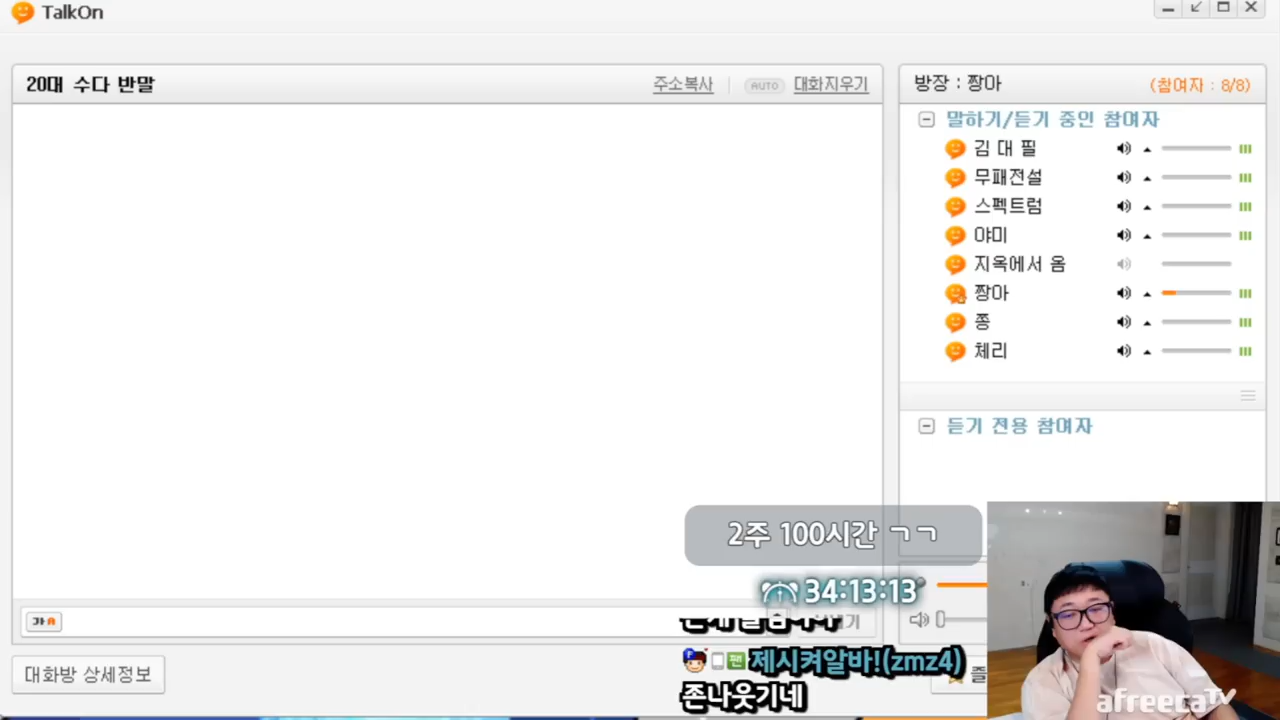 TalkOn
20대 수다 반말
주소복사
AUTO 대화지우기
방장 : 짱아
(참여자 : 8/8)
말하기/듣기 중인 참여자
김 대 필
무패전설
스펙트럼
야미
지옥에서 옴
짱아
쫑
체리
듣기 전용 참여자
2주 100시간 ㄱㄱ
34:13:13
가A
팬 제시켜알바!(zmz4)
존나웃기네
대화방 상세정보
즐
afreecaTV